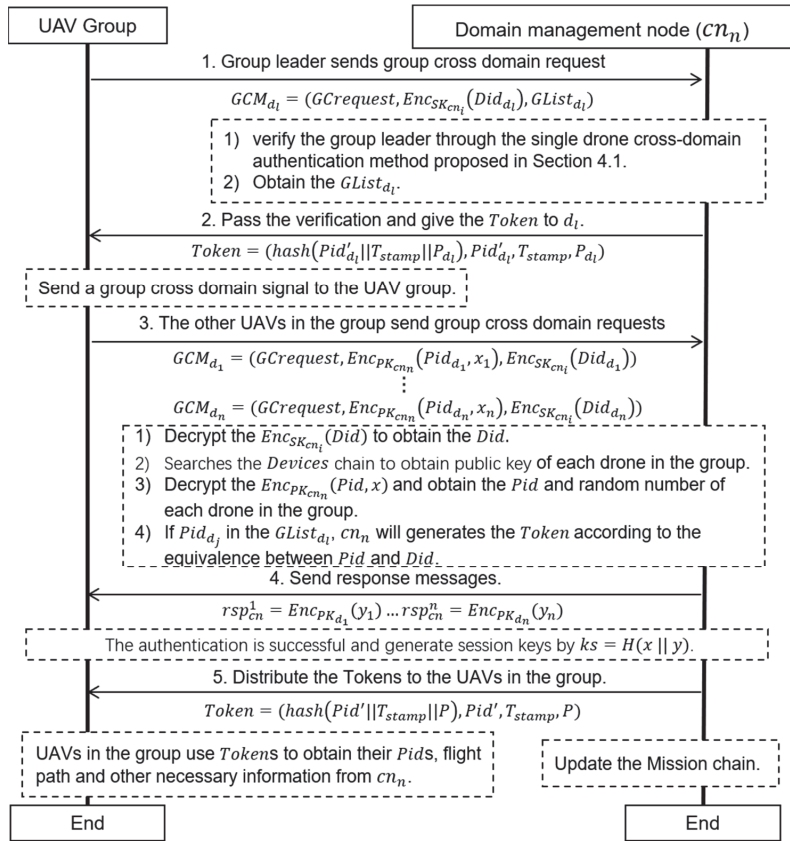 UAV Group
Domain management node (cn_n)
1. Group leader sends group cross domain request
GCM_{d_l} = (GCrequest, Enc_{SK_{cn_i}}(Did_{d_l}), GList_{d_l})
1) verify the group leader through the single drone cross-domain
authentication method proposed in Section 4.1.
2) Obtain the GList_{d_l}.
2. Pass the verification and give the Token to d_l.
Token = (hash(Pid'_{d_l}||T_{stamp}||P_{d_l}), Pid'_{d_l}, T_{stamp}, P_{d_l})
Send a group cross domain signal to the UAV group.
3. The other UAVs in the group send group cross domain requests
GCM_{d_1} = (GCrequest, Enc_{PK_{cn_n}}(Pid_{d_1}, x_1), Enc_{SK_{cn_i}}(Did_{d_1}))
⋮
GCM_{d_n} = (GCrequest, Enc_{PK_{cn_n}}(Pid_{d_n}, x_n), Enc_{SK_{cn_i}}(Did_{d_n}))
1) Decrypt the Enc_{SK_{cn_i}}(Did) to obtain the Did.
2) Searches the Devices chain to obtain public key of each drone in the group.
3) Decrypt the Enc_{PK_{cn_n}}(Pid, x) and obtain the Pid and random number of
each drone in the group.
4) If Pid_{d_j} in the GList_{d_l}, cn_n will generates the Token according to the
equivalence between Pid and Did.
4. Send response messages.
rsp^1_{cn} = Enc_{PK_{d_1}}(y_1) … rsp^n_{cn} = Enc_{PK_{d_n}}(y_n)
The authentication is successful and generate session keys by ks = H(x || y).
5. Distribute the Tokens to the UAVs in the group.
Token = (hash(Pid'||T_{stamp}||P), Pid', T_{stamp}, P)
UAVs in the group use Tokens to obtain their Pids, flight
path and other necessary information from cn_n.
Update the Mission chain.
End
End